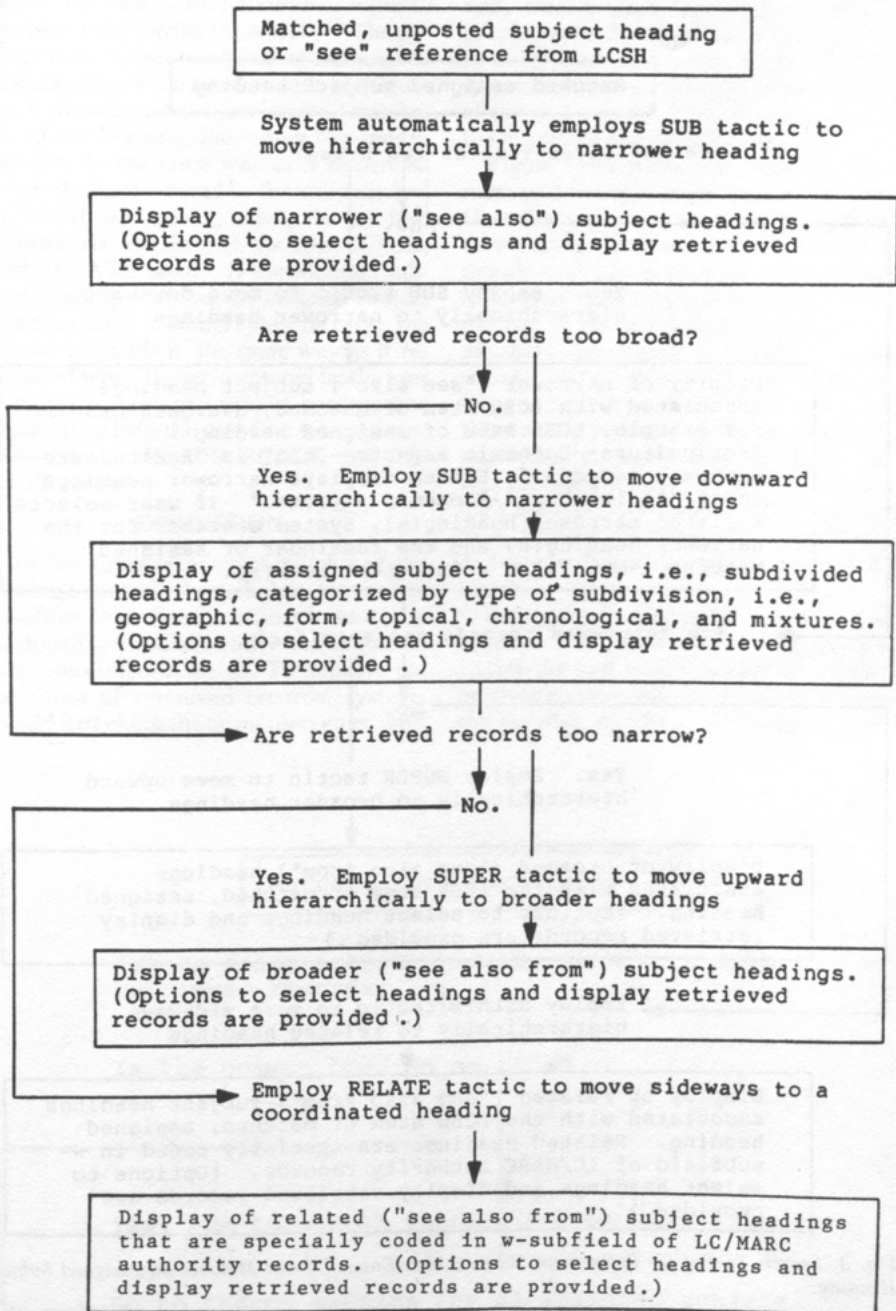 Matched, unposted subject heading
or "see" reference from LCSH
System automatically employs SUB tactic to
move hierarchically to narrower heading
Display of narrower ("see also") subject headings.
(Options to select headings and display retrieved
records are provided.)
Are retrieved records too broad?
No.
Yes. Employ SUB tactic to move downward
hierarchically to narrower headings
Display of assigned subject headings, i.e., subdivided
headings, categorized by type of subdivision, i.e.,
geographic, form, topical, chronological, and mixtures.
(Options to select headings and display retrieved
records are provided.)
Are retrieved records too narrow?
No.
Yes. Employ SUPER tactic to move upward
hierarchically to broader headings
Display of broader ("see also from") subject headings.
(Options to select headings and display retrieved
records are provided.)
Employ RELATE tactic to move sideways to a
coordinated heading
Display of related ("see also from") subject headings
that are specially coded in w-subfield of LC/MARC
authority records. (Options to select headings and
display retrieved records are provided.)